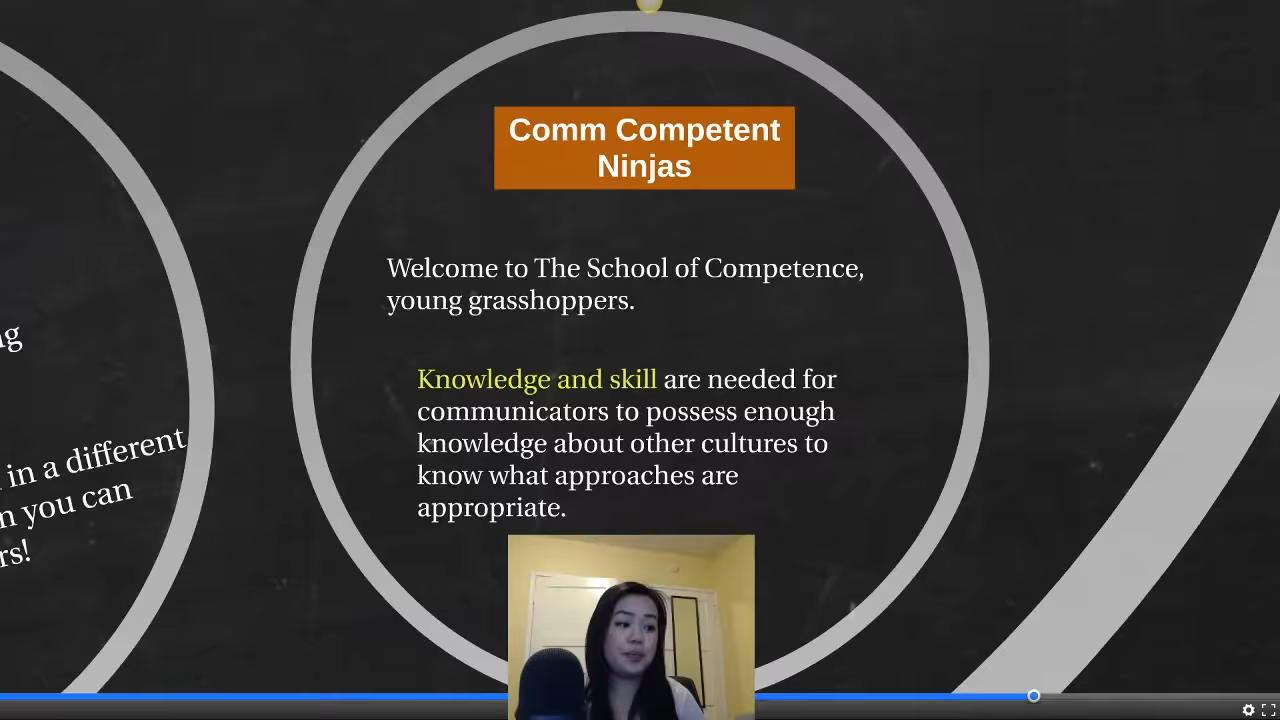 Comm Competent
Ninjas
Welcome to The School of Competence,
young grasshoppers.
Knowledge and skill are needed for
communicators to possess enough
knowledge about other cultures to
know what approaches are
appropriate.
in a different
you can